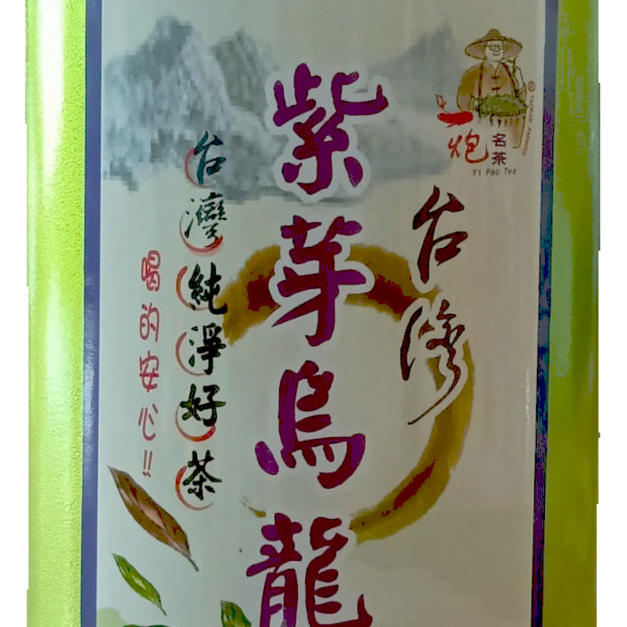 一炮
名茶
Yi Pao Tea
台灣
紫芽烏龍
台灣純淨好茶
喝的安心!!